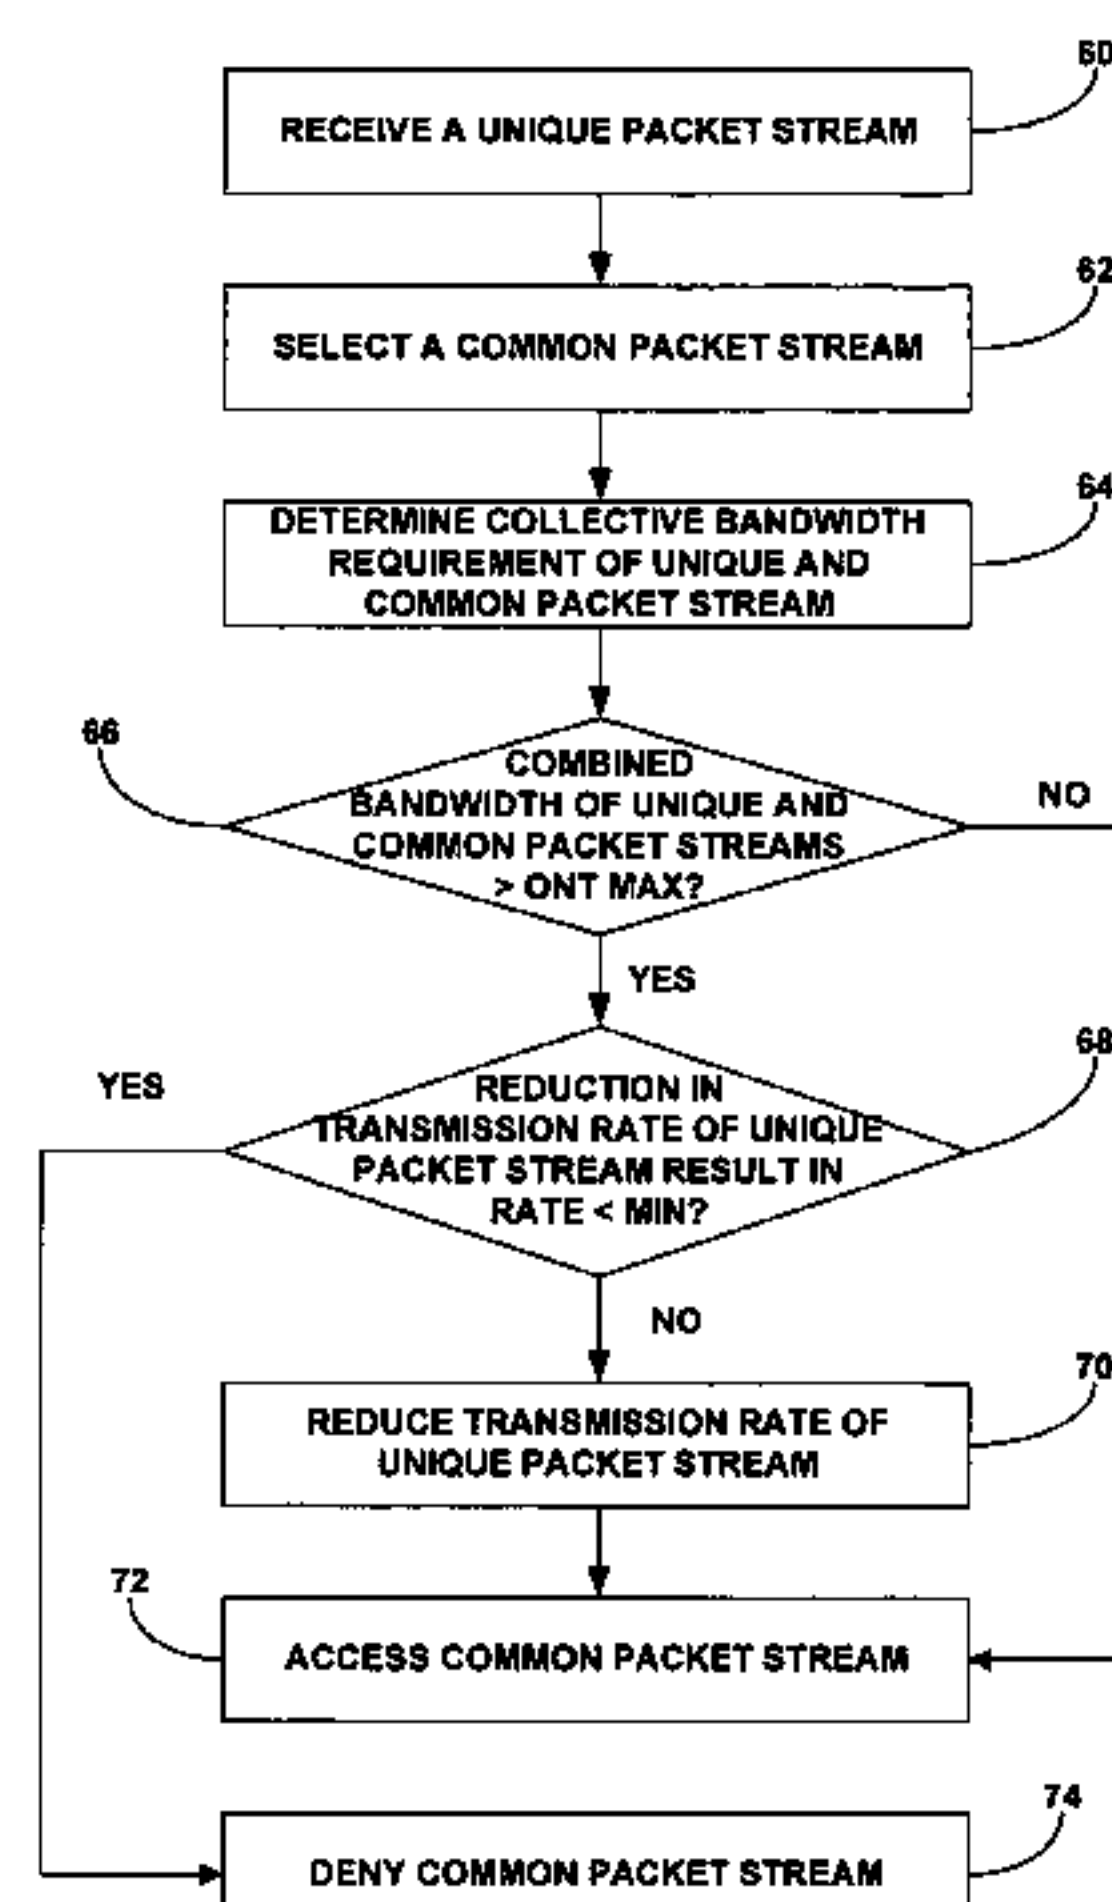 60
RECEIVE A UNIQUE PACKET STREAM
62
SELECT A COMMON PACKET STREAM
64
DETERMINE COLLECTIVE BANDWIDTH
REQUIREMENT OF UNIQUE AND
COMMON PACKET STREAM
66
COMBINED
BANDWIDTH OF UNIQUE AND
COMMON PACKET STREAMS
> ONT MAX?
NO
YES
68
YES
REDUCTION IN
TRANSMISSION RATE OF UNIQUE
PACKET STREAM RESULT IN
RATE < MIN?
NO
70
REDUCE TRANSMISSION RATE OF
UNIQUE PACKET STREAM
72
ACCESS COMMON PACKET STREAM
74
DENY COMMON PACKET STREAM